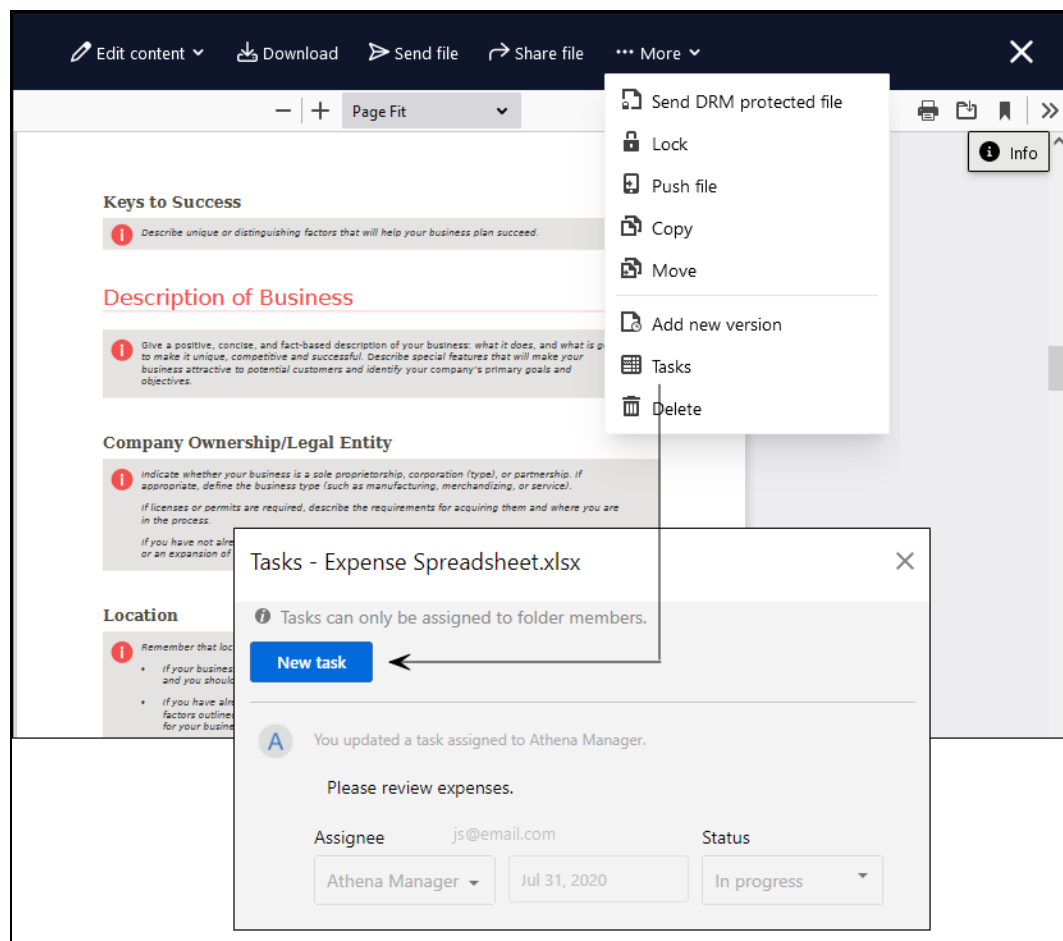 Edit content Download Send file Share file ··· More
Page Fit
Send DRM protected file
Lock
Push file
Copy
Move
Add new version
Tasks
Delete
Info
Keys to Success
Describe unique or distinguishing factors that will help your business plan succeed.
Description of Business
Give a positive, concise, and fact-based description of your business: what it does, and what is g
to make it unique, competitive and successful. Describe special features that will make your
business attractive to potential customers and identify your company's primary goals and
objectives.
Company Ownership/Legal Entity
Indicate whether your business is a sole proprietorship, corporation (type), or partnership. If
appropriate, define the business type (such as manufacturing, merchandizing, or service).
If licenses or permits are required, describe the requirements for acquiring them and where you are
in the process.
If you have not alre
or an expansion of
Location
Remember that loc
• If your busines
and you shoul
• If you have alre
factors outline
for your busine
Tasks - Expense Spreadsheet.xlsx
Tasks can only be assigned to folder members.
New task
A You updated a task assigned to Athena Manager.
Please review expenses.
Assignee js@email.com Status
Athena Manager Jul 31, 2020 In progress